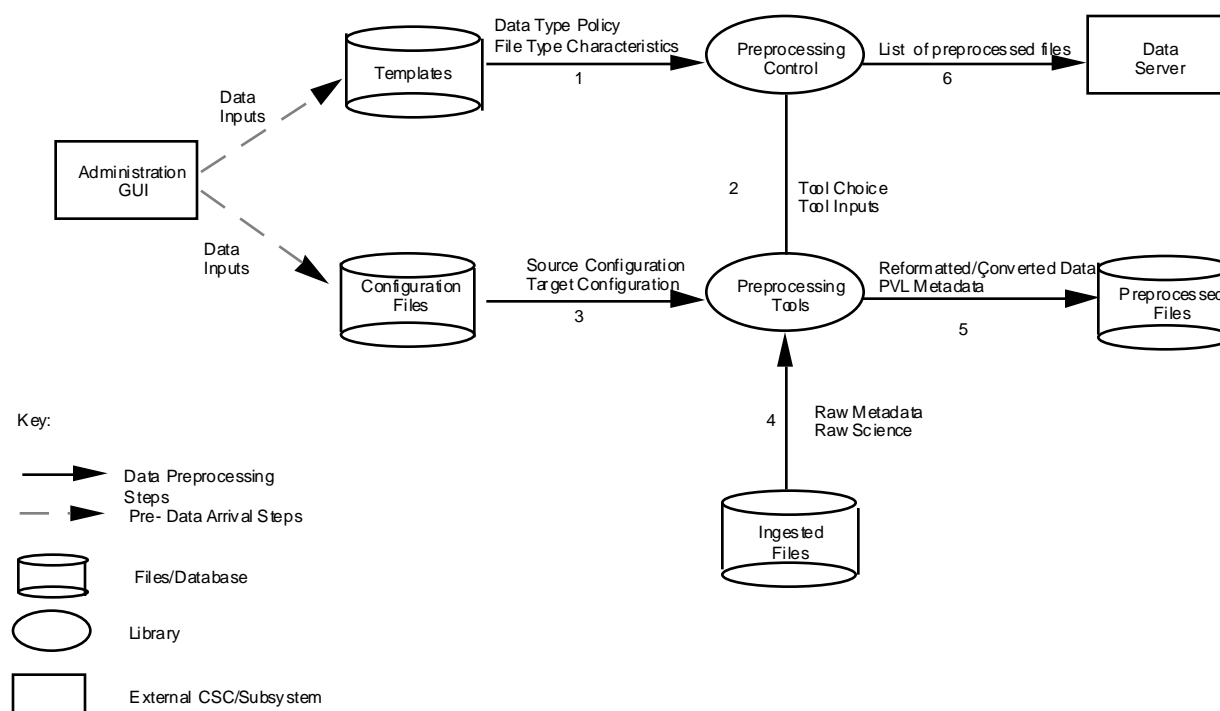 Data Type Policy
File Type Characteristics
1
Templates
Preprocessing
Control
List of preprocessed files
6
Data
Server
Data
Inputs
Administration
GUI
2
Tool Choice
Tool Inputs
Data
Inputs
Configuration
Files
Source Configuration
Target Configuration
3
Preprocessing
Tools
Reformatted/Converted Data
PVL Metadata
5
Preprocessed
Files
4
Raw Metadata
Raw Science
Ingested
Files
Key:
Data Preprocessing
Steps
Pre- Data Arrival Steps
Files/Database
Library
External CSC/Subsystem